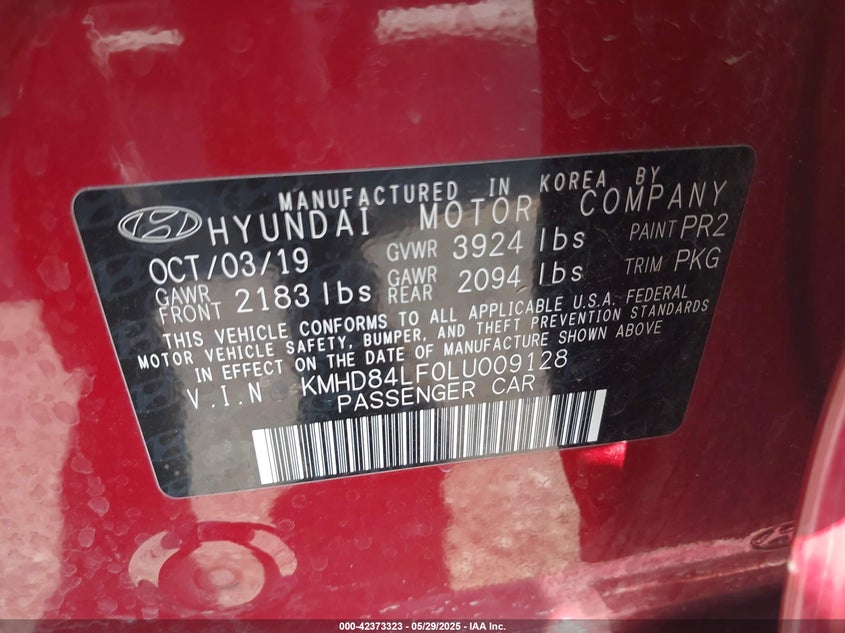 MANUFACTURED IN KOREA BY
HYUNDAI MOTOR COMPANY
OCT/03/19 GVWR 3924 lbs PAINT PR2
GAWR FRONT 2183 lbs GAWR REAR 2094 lbs TRIM PKG
THIS VEHICLE CONFORMS TO ALL APPLICABLE U.S.A. FEDERAL
MOTOR VEHICLE SAFETY, BUMPER, AND THEFT PREVENTION STANDARDS
IN EFFECT ON THE DATE OF MANUFACTURE SHOWN ABOVE
V.I.N KMHD84LF0LU009128
PASSENGER CAR
000-42373323 - 05/29/2025 - IAA Inc.